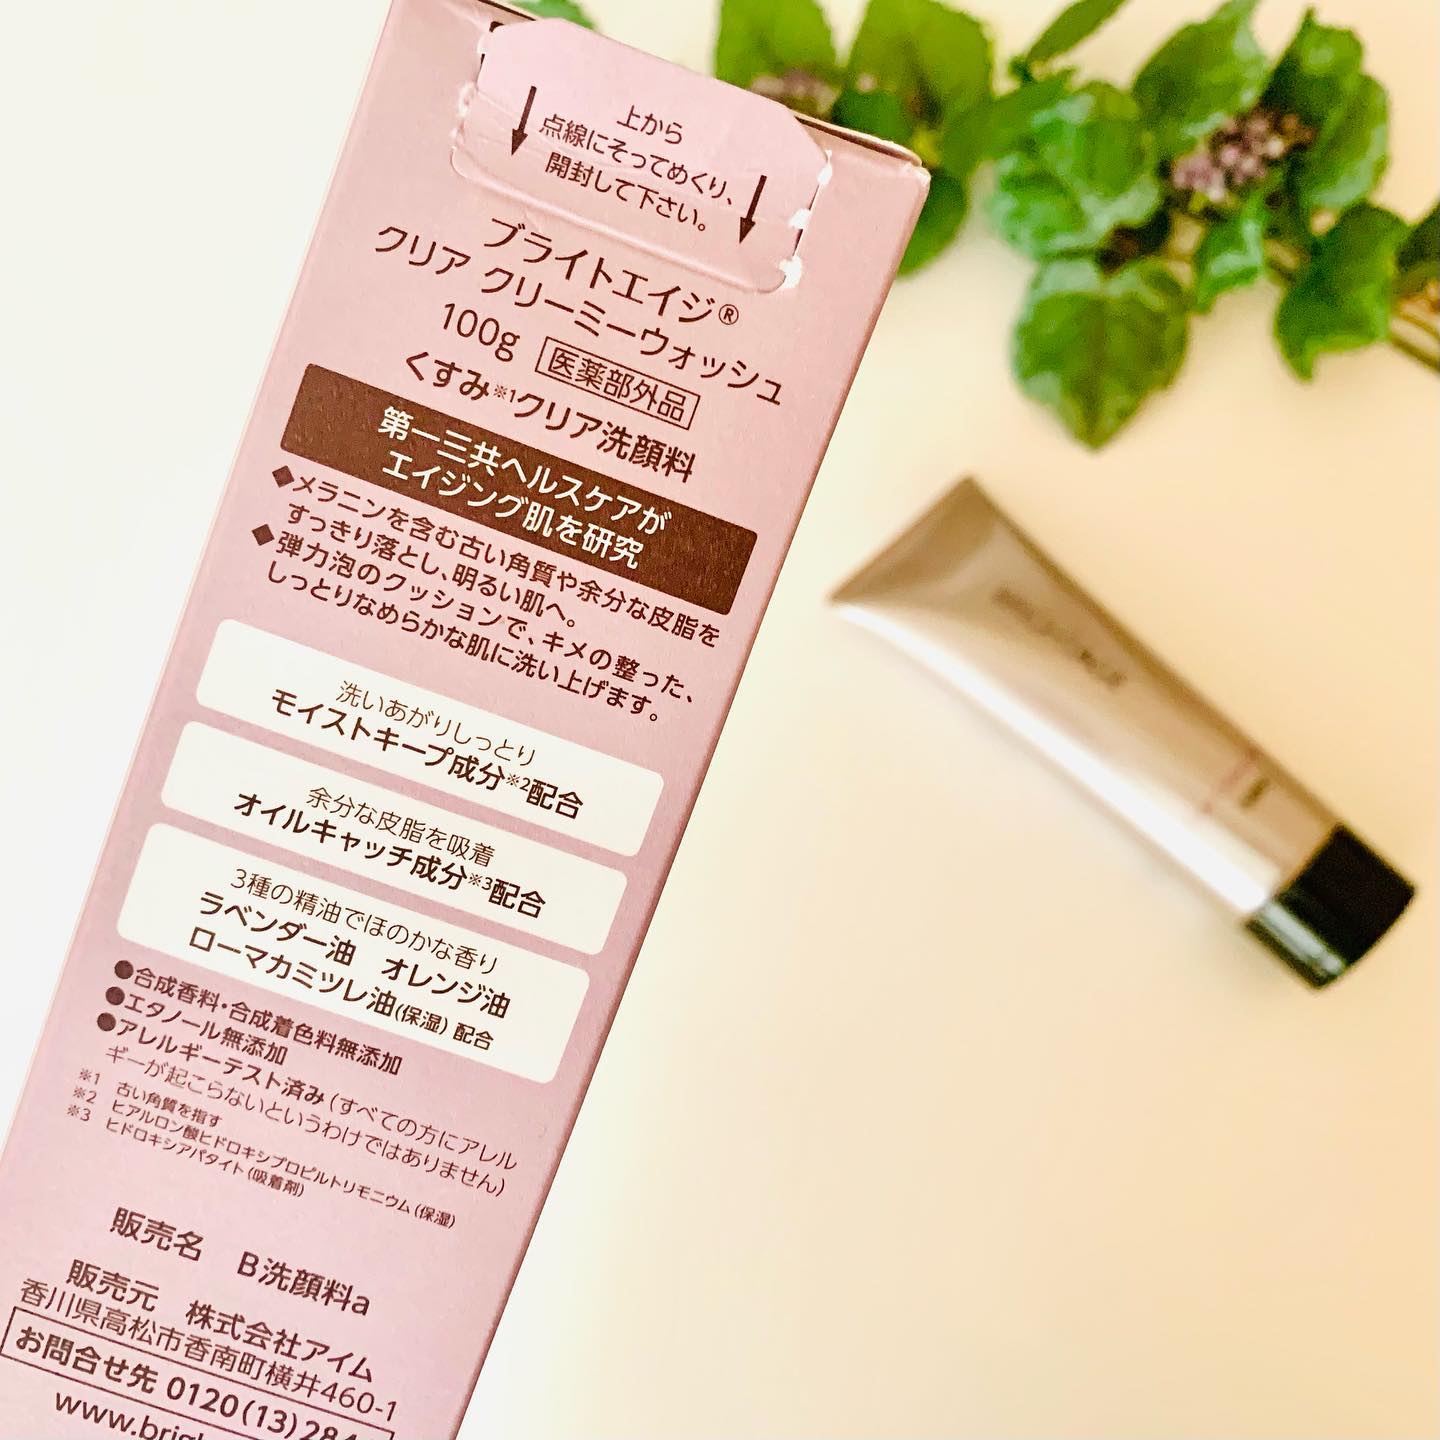 上から
点線にそってめくり、
開封して下さい。
ブライトエイジ®
クリア クリーミーウォッシュ
100g 医薬部外品
くすみ※1クリア洗顔料
第一三共ヘルスケアが
エイジング肌を研究
◆メラニンを含む古い角質や余分な皮脂を
すっきり落とし、明るい肌へ。
◆弾力泡のクッションで、キメの整った、
しっとりなめらかな肌に洗い上げます。
洗いあがりしっとり
モイストキープ成分※2配合
余分な皮脂を吸着
オイルキャッチ成分※3配合
3種の精油でほのかな香り
ラベンダー油 オレンジ油
ローマカミツレ油(保湿) 配合
●合成香料・合成着色料無添加
●エタノール無添加
●アレルギーテスト済み(すべての方にアレル
ギーが起こらないというわけではありません)
※1 古い角質を指す
※2 ヒアルロン酸ヒドロキシプロピルトリモニウム(保湿)
※3 ヒドロキシアパタイト(吸着剤)
販売名 B洗顔料a
販売元 株式会社アイム
香川県高松市香南町横井460-1
お問合せ先 0120(13)284
www.brigh